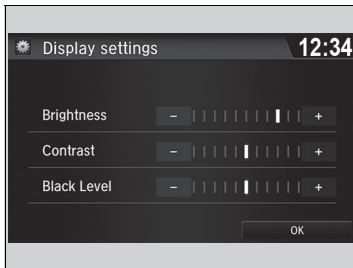 Display settings 12:34
Brightness - +
Contrast - +
Black Level - +
OK